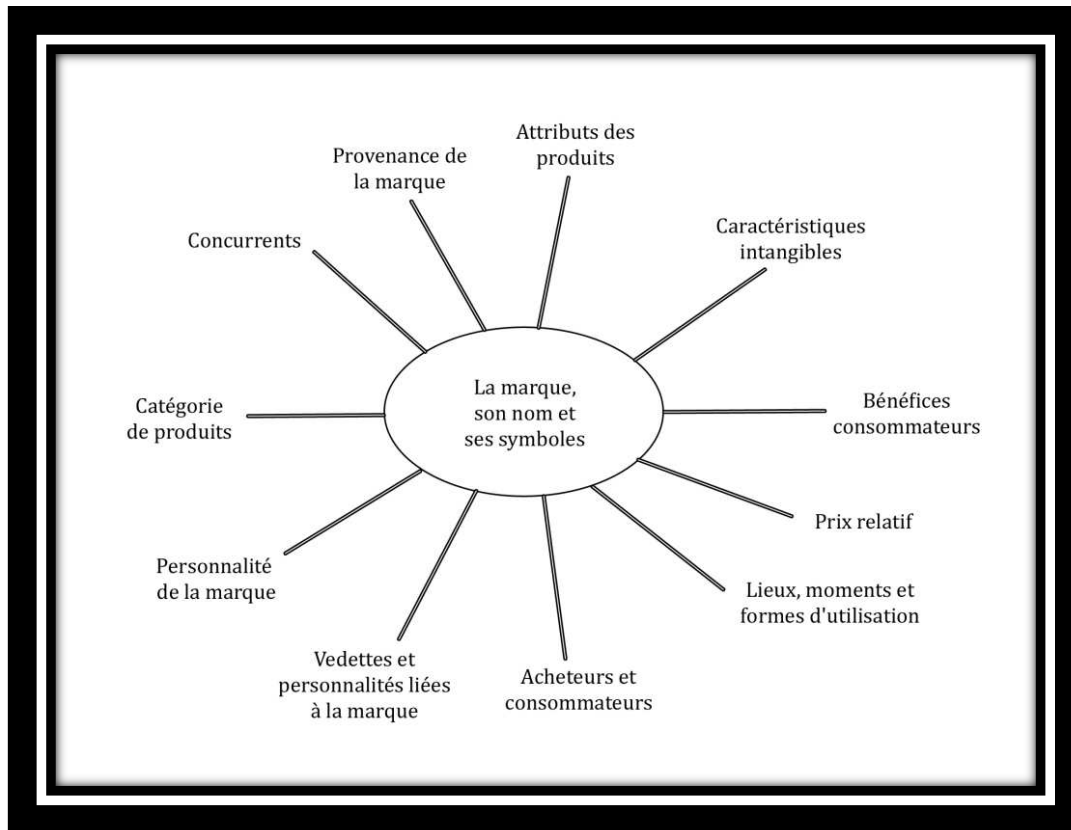 Attributs des
produits
Provenance de
la marque
Caractéristiques
intangibles
Concurrents
La marque,
son nom et
ses symboles
Bénéfices
consommateurs
Catégorie
de produits
Prix relatif
Personnalité
de la marque
Lieux, moments et
formes d'utilisation
Vedettes et
personnalités liées
à la marque
Acheteurs et
consommateurs